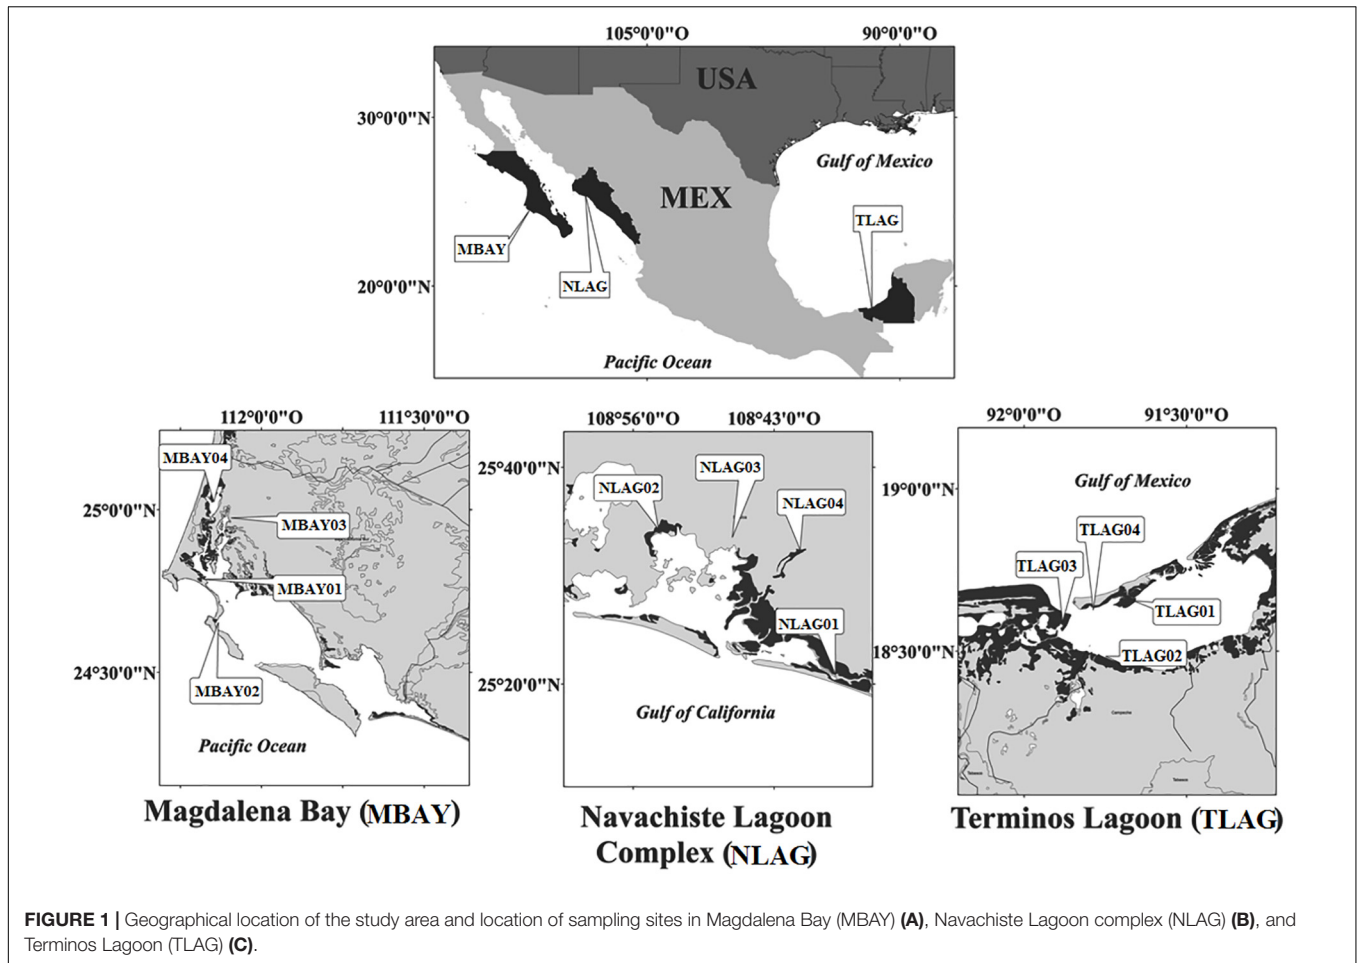 105°0'0"O 90°0'0"O
30°0'0"N
20°0'0"N
USA
MEX
Gulf of Mexico
TLAG
MBAY
NLAG
Pacific Ocean
112°0'0"O 111°30'0"O
25°0'0"N
24°30'0"N
MBAY04
MBAY03
MBAY01
MBAY02
Pacific Ocean
Magdalena Bay (MBAY)
108°56'0"O 108°43'0"O
25°40'0"N
25°20'0"N
NLAG03
NLAG02
NLAG04
NLAG01
Gulf of California
Navachiste Lagoon
Complex (NLAG)
92°0'0"O 91°30'0"O
19°0'0"N
18°30'0"N
Gulf of Mexico
TLAG04
TLAG03
TLAG01
TLAG02
Campeche
Tabasco
Tabasco
Terminos Lagoon (TLAG)
FIGURE 1 | Geographical location of the study area and location of sampling sites in Magdalena Bay (MBAY) (A), Navachiste Lagoon complex (NLAG) (B), and
Terminos Lagoon (TLAG) (C).